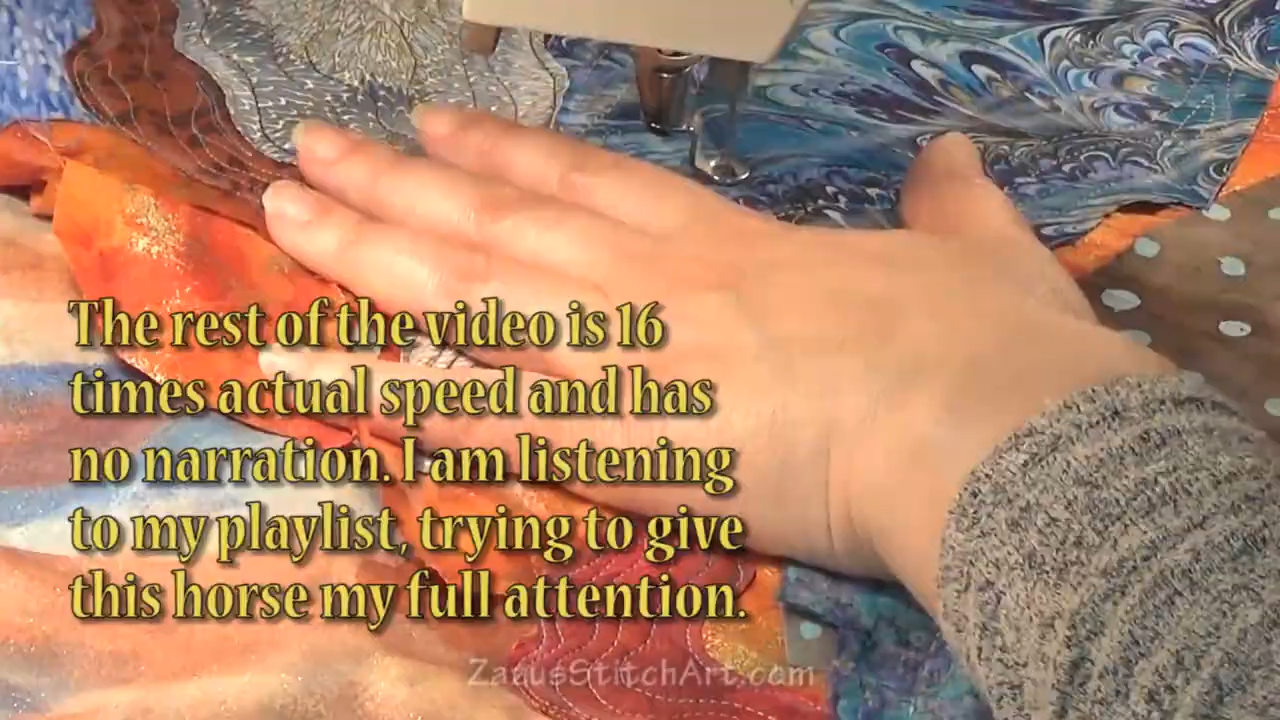 The rest of the video is 16
times actual speed and has
no narration. I am listening
to my playlist, trying to give
this horse my full attention.
ZazusStitchArt.com